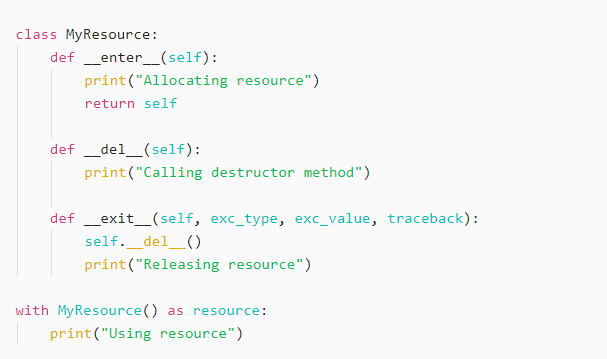 class MyResource:
    def __enter__(self):
        print("Allocating resource")
        return self

    def __del__(self):
        print("Calling destructor method")

    def __exit__(self, exc_type, exc_value, traceback):
        self.__del__()
        print("Releasing resource")

with MyResource() as resource:
    print("Using resource")